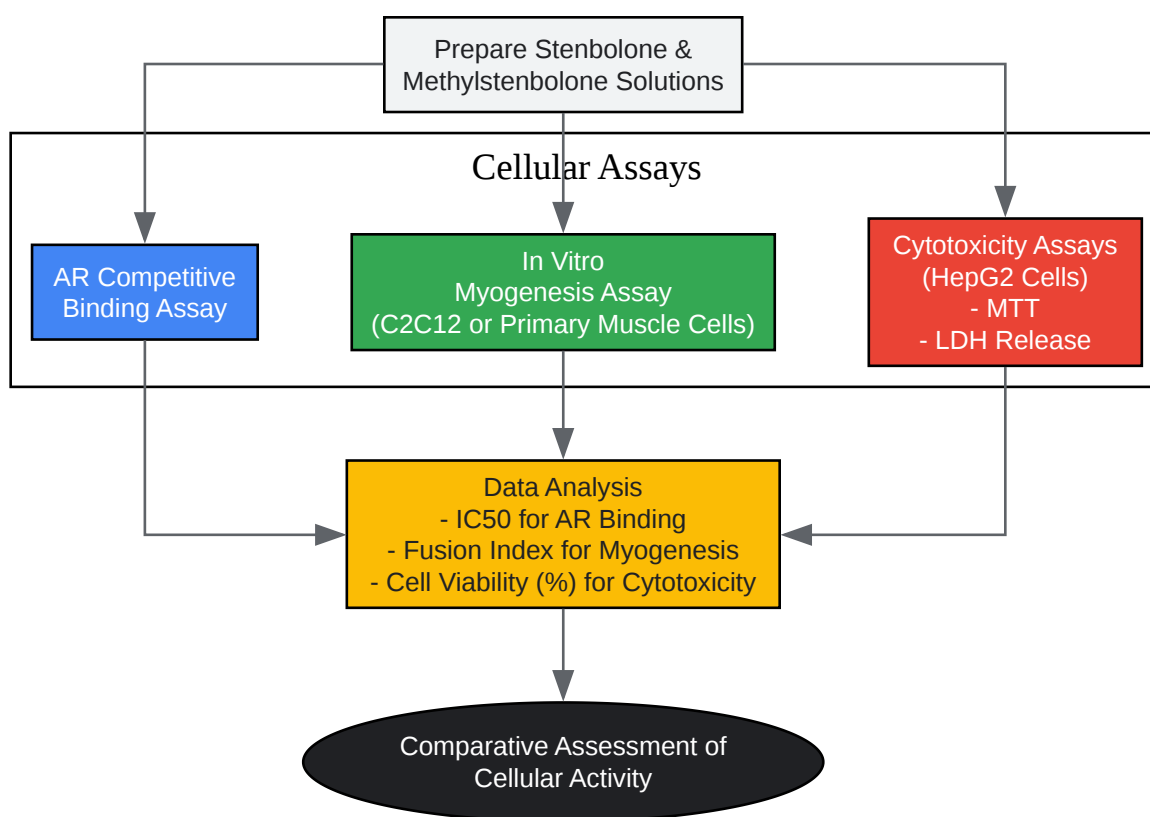 Prepare Stenbolone &
Methylstenbolone Solutions
Cellular Assays
AR Competitive
Binding Assay
In Vitro
Myogenesis Assay
(C2C12 or Primary Muscle Cells)
Cytotoxicity Assays
(HepG2 Cells)
- MTT
- LDH Release
Data Analysis
- IC50 for AR Binding
- Fusion Index for Myogenesis
- Cell Viability (%) for Cytotoxicity
Comparative Assessment of
Cellular Activity